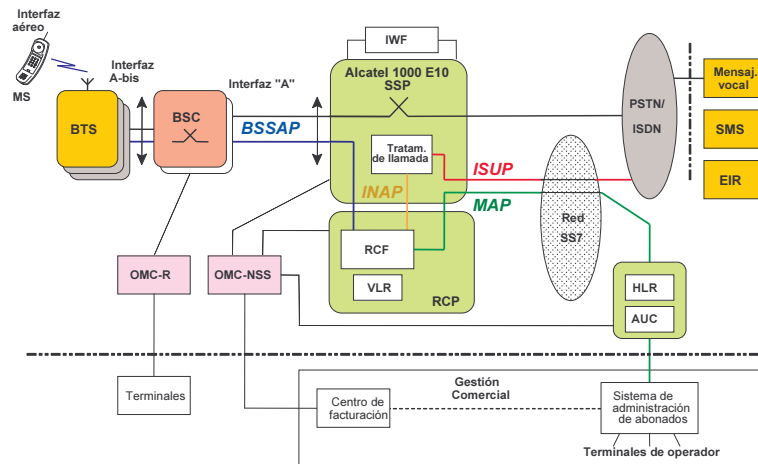 Interfaz
aéreo
MS
Interfaz
A-bis
BTS
BSC
Interfaz "A"
BSSAP
IWF
Alcatel 1000 E10
SSP
Tratam.
de llamada
ISUP
INAP
MAP
RCF
VLR
RCP
Red
SS7
PSTN/
ISDN
Mensaj.
vocal
SMS
EIR
OMC-R
OMC-NSS
HLR
AUC
Terminales
Centro de
facturación
Gestión
Comercial
Sistema de
administración
de abonados
Terminales de operador